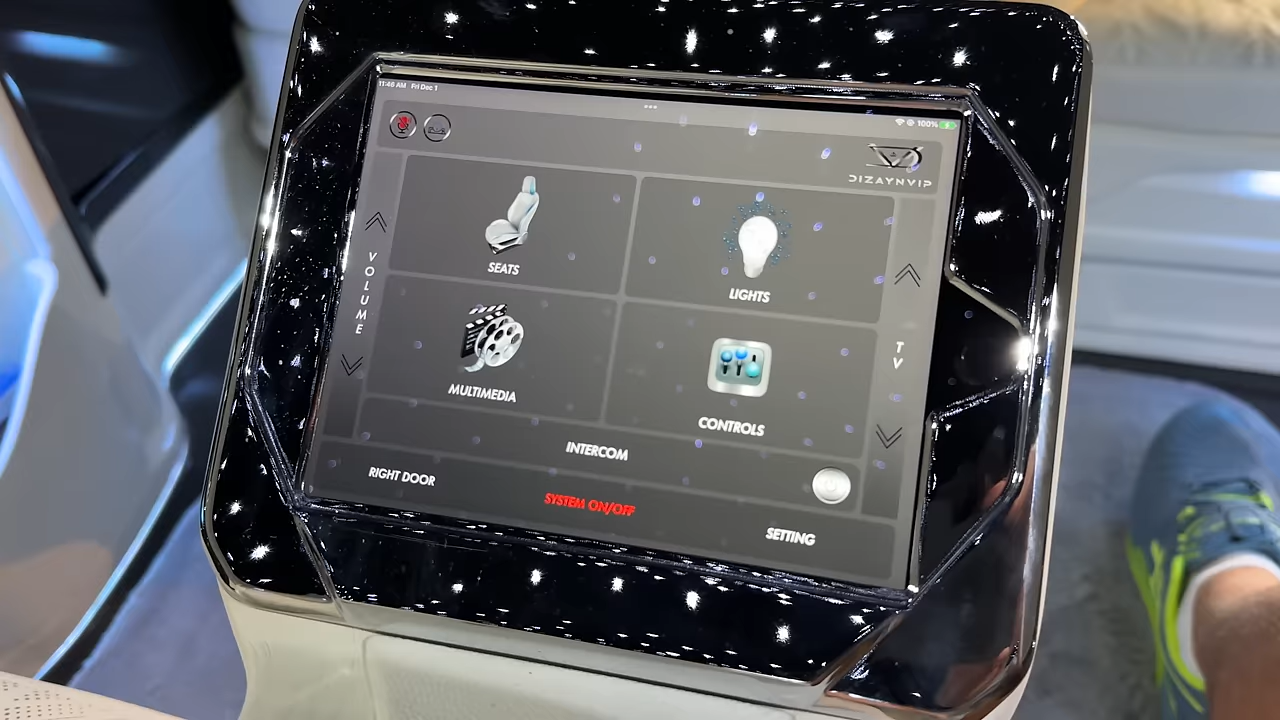 11:46 AM Fri Dec 1
100%
DIZAYNVIP
VOLUME
SEATS
LIGHTS
TV
MULTIMEDIA
CONTROLS
INTERCOM
RIGHT DOOR
SYSTEM ON/OFF
SETTING